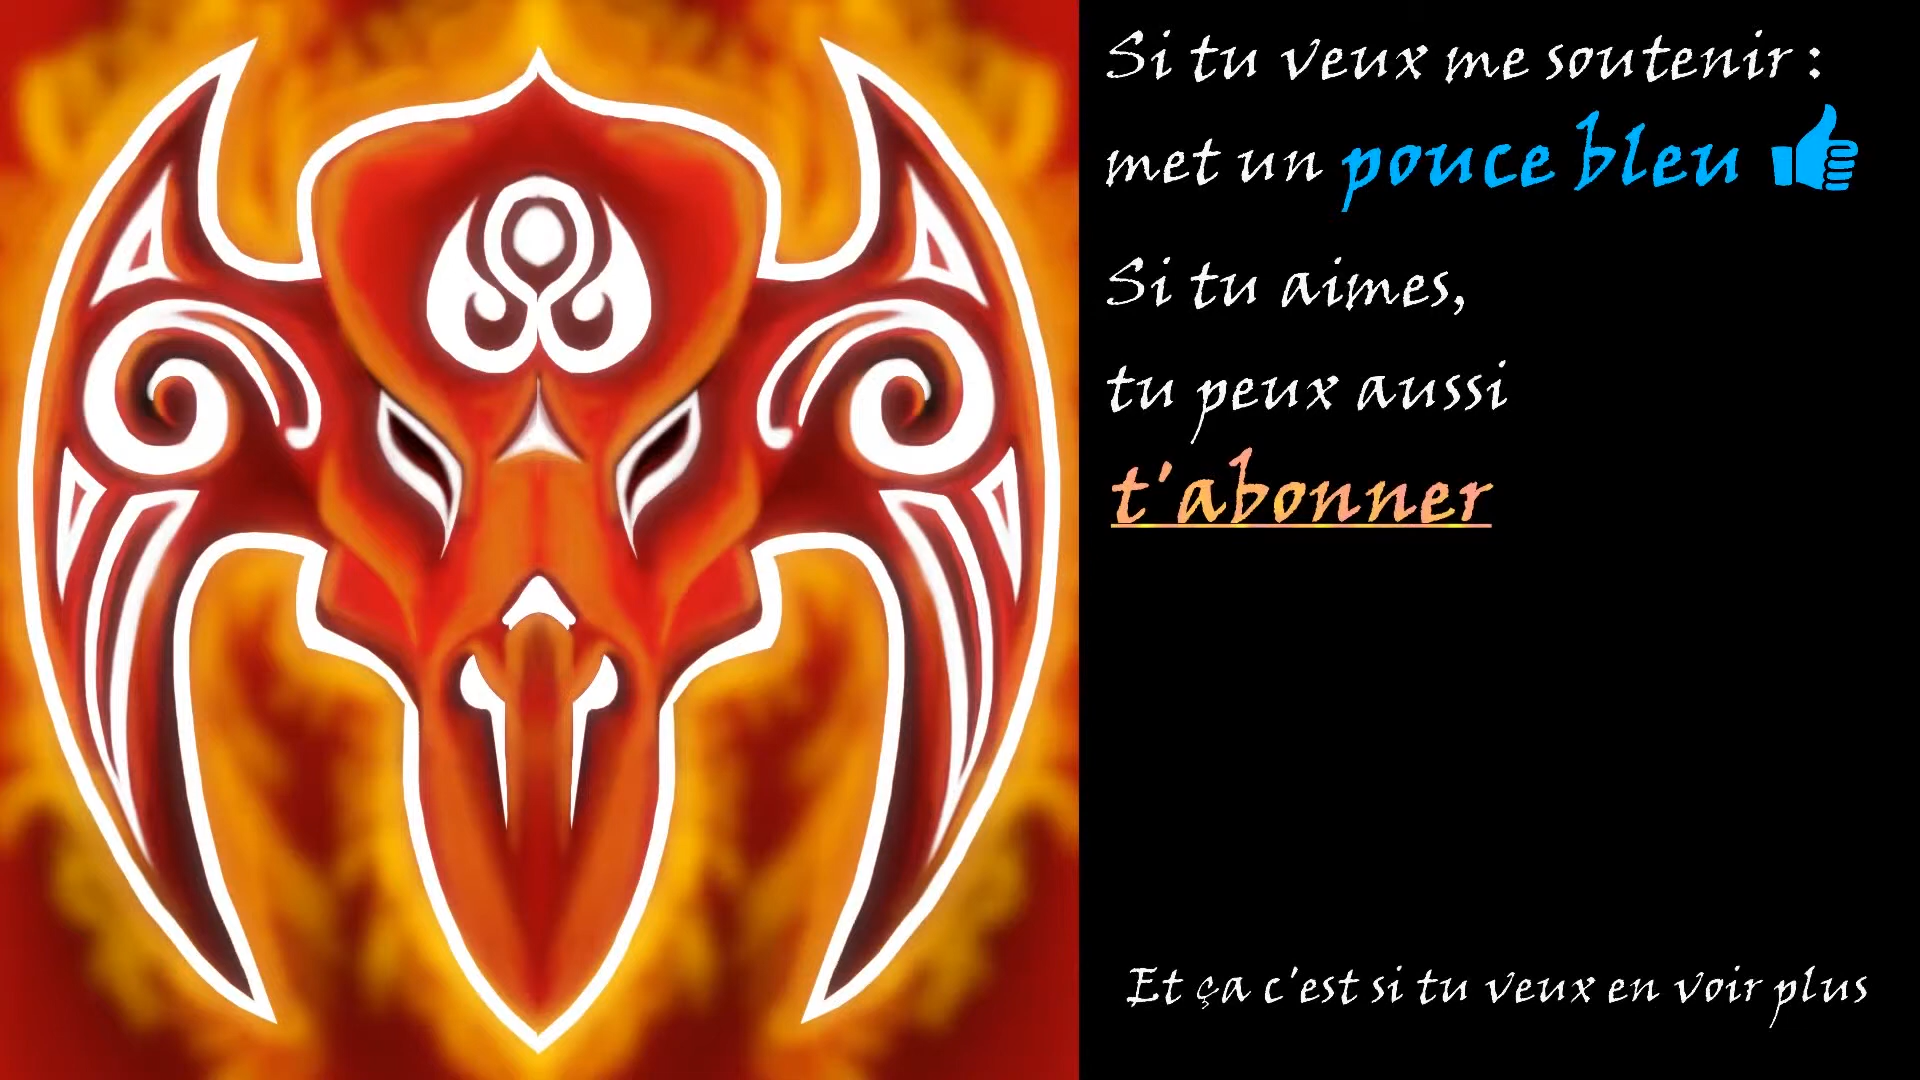 Si tu veux me soutenir :
met un pouce bleu
Si tu aimes,
tu peux aussi
t'abonner
Et ça c'est si tu veux en voir plus